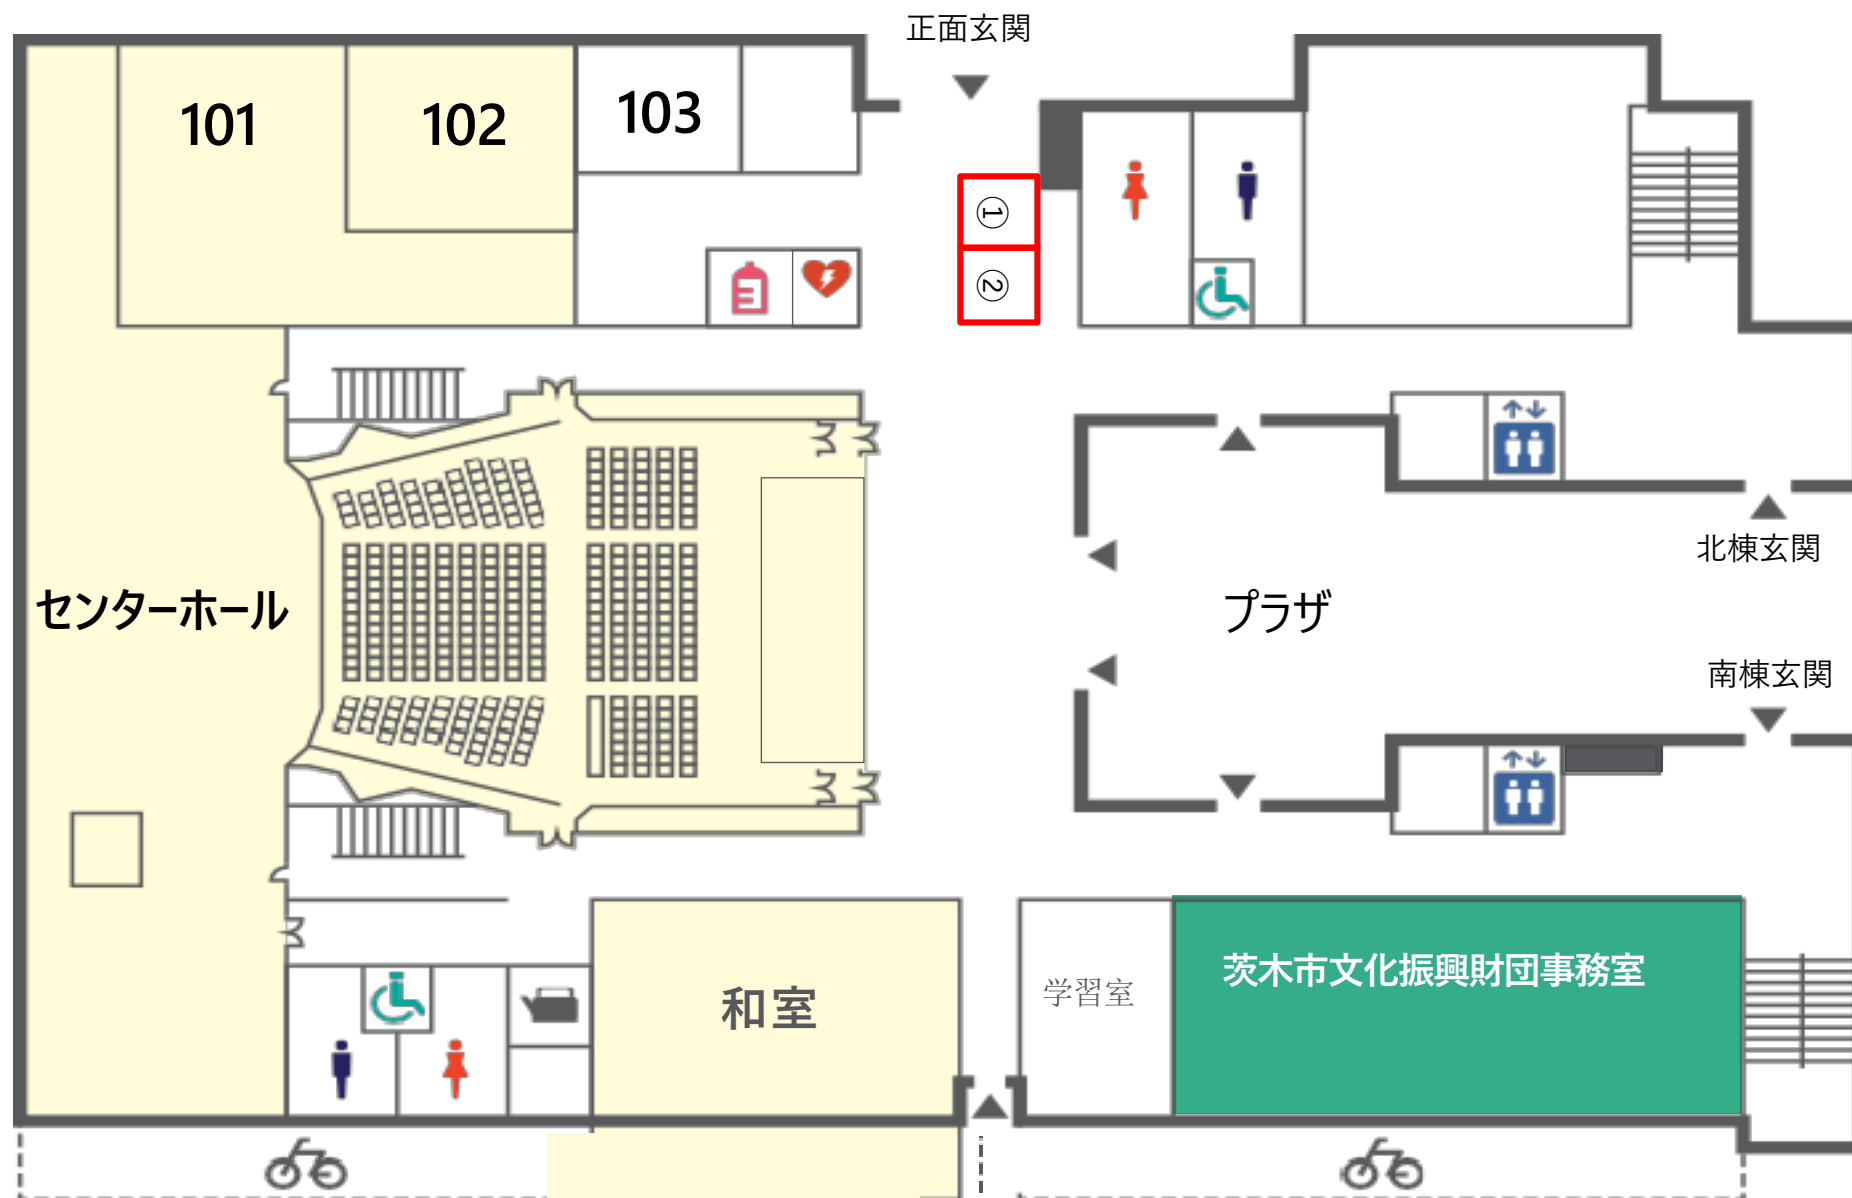 正面玄関
101
102
103
①
②
北棟玄関
センターホール
プラザ
南棟玄関
茨木市文化振興財団事務室
学習室
和室